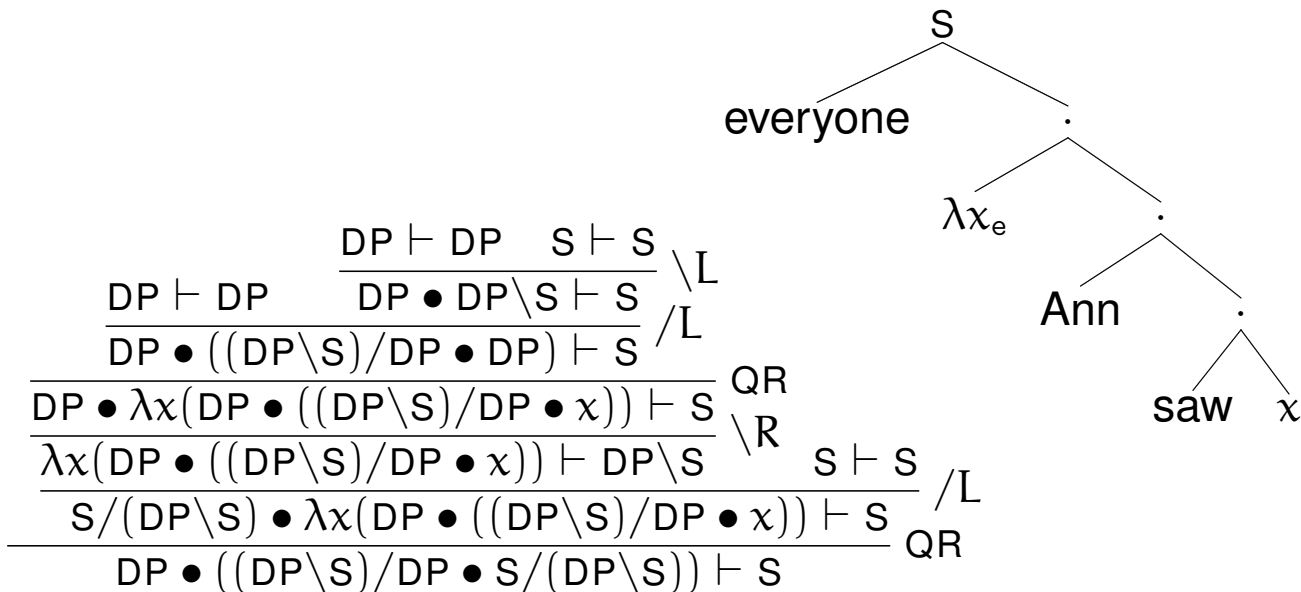 S
everyone
.
λx_e
.
Ann
.
saw x
DP ⊢ DP S ⊢ S
\L
DP ⊢ DP DP • DP\S ⊢ S
/L
DP • ((DP\S)/DP • DP) ⊢ S
QR
DP • λx(DP • ((DP\S)/DP • x)) ⊢ S
\R
λx(DP • ((DP\S)/DP • x)) ⊢ DP\S S ⊢ S
/L
S/(DP\S) • λx(DP • ((DP\S)/DP • x)) ⊢ S
QR
DP • ((DP\S)/DP • S/(DP\S)) ⊢ S